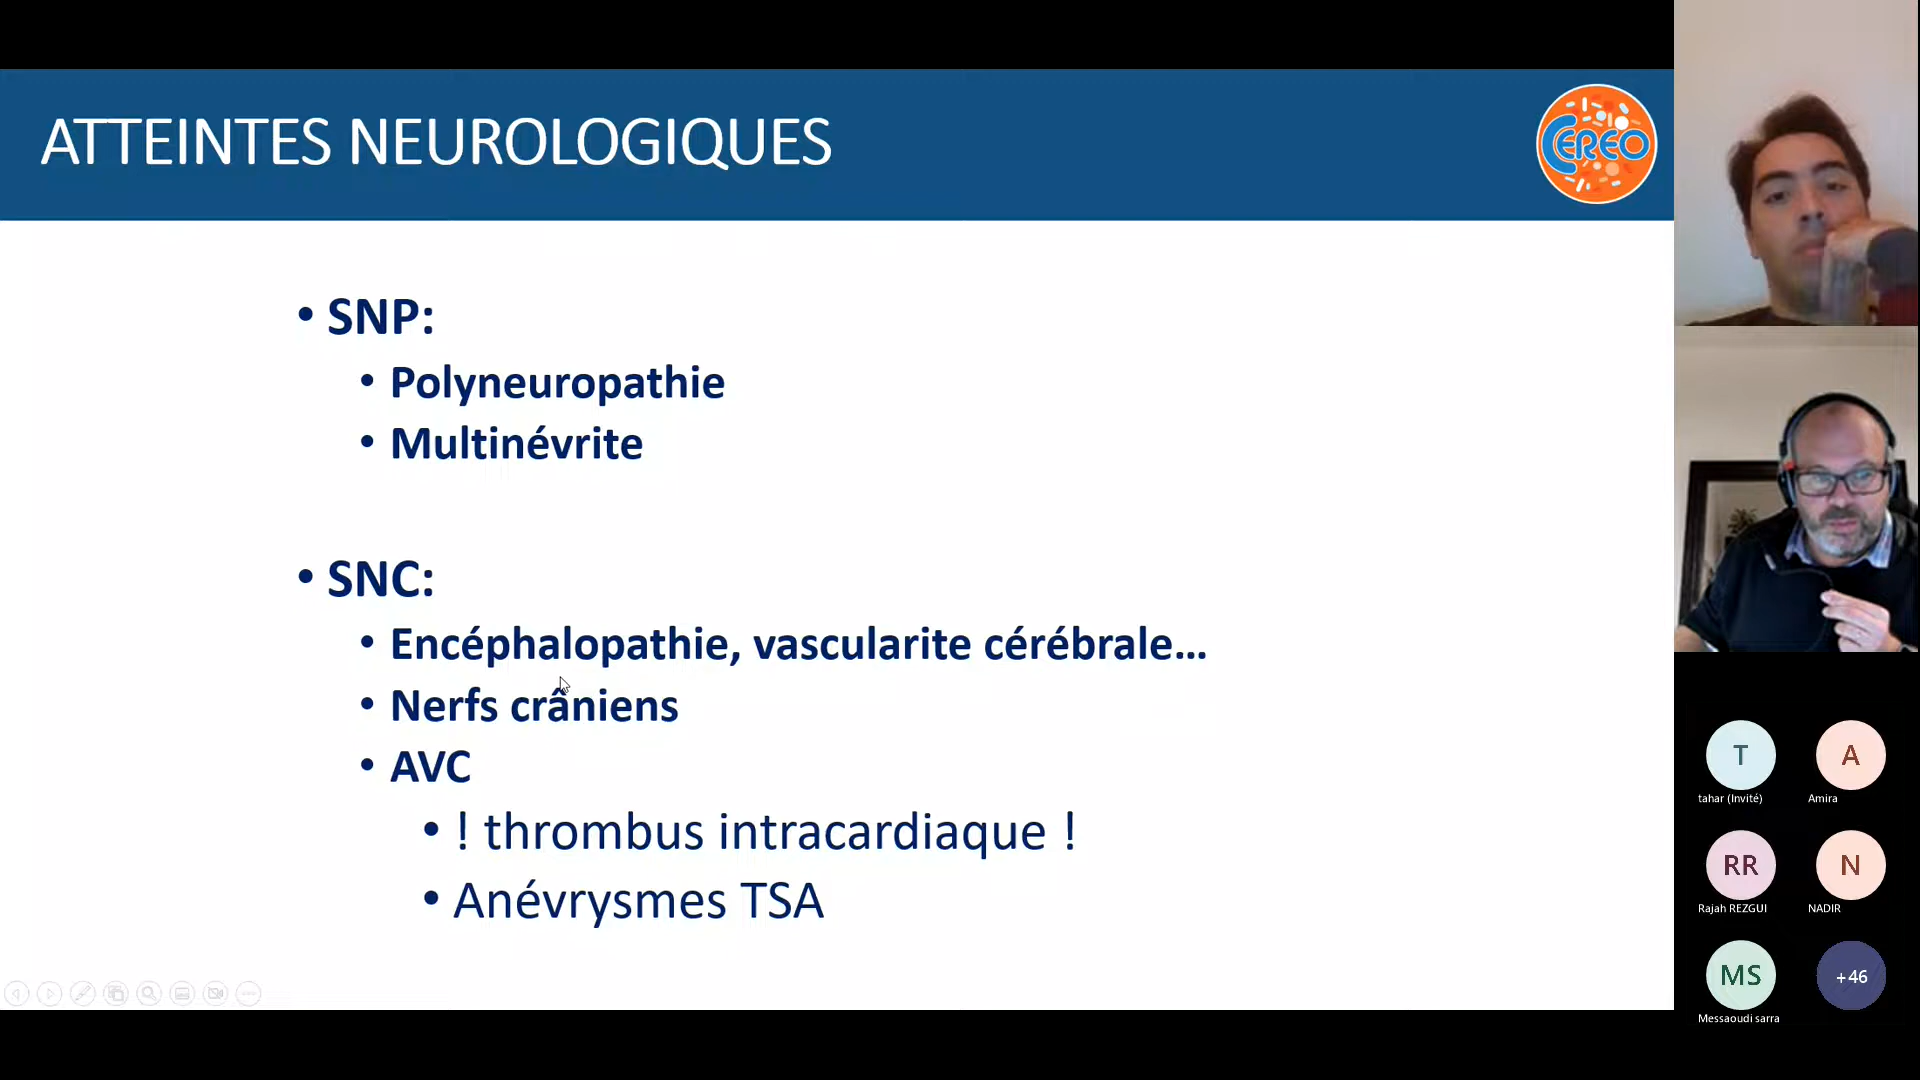 ATTEINTES NEUROLOGIQUES
CEREO
• SNP:
• Polyneuropathie
• Multinévrite
• SNC:
• Encéphalopathie, vascularite cérébrale...
• Nerfs crâniens
• AVC
• ! thrombus intracardiaque !
• Anévrysmes TSA
T
A
tahar (Invité)
Amira
RR
N
Rajah REZGUI
NADIR
MS
+46
Messaoudi sarra